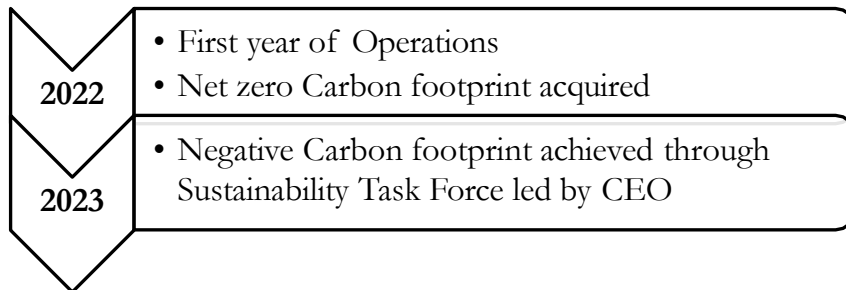 2022
• First year of Operations
• Net zero Carbon footprint acquired
2023
• Negative Carbon footprint achieved through
Sustainability Task Force led by CEO